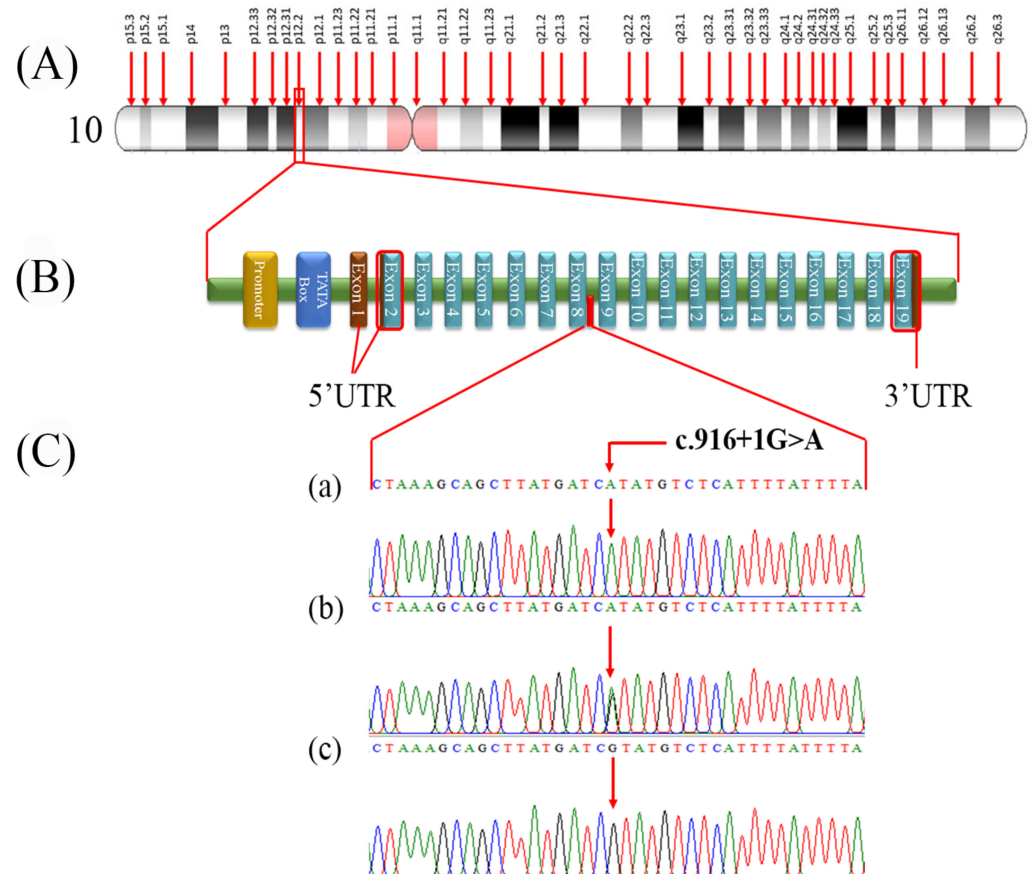 p15.3 p15.2 p15.1 p14 p13 p12.33 p12.32 p12.31 p12.2 p12.1 p11.23 p11.22 p11.21 p11.1 q11.1 q11.21 q11.22 q11.23 q21.1 q21.2 q21.3 q22.1 q22.2 q22.3 q23.1 q23.2 q23.31 q23.32 q23.33 q24.1 q24.2 q24.31 q24.32 q24.33 q25.1 q25.2 q25.3 q26.11 q26.12 q26.13 q26.2 q26.3
(A)
10
(B)
Promoter
TATA
Box
Exon 1
Exon 2
Exon 3
Exon 4
Exon 5
Exon 6
Exon 7
Exon 8
Exon 9
Exon 10
Exon 11
Exon 12
Exon 13
Exon 14
Exon 15
Exon 16
Exon 17
Exon 18
Exon 19
5’UTR
3’UTR
(C)
c.916+1G>A
(a) CTAAAGCAGCTTATGATCATATGTCTCATTTTATTTTA
(b) CTAAAGCAGCTTATGATCATATGTCTCATTTTATTTTA
(c) CTAAAGCAGCTTATGATCGTATGTCTCATTTTATTTTA